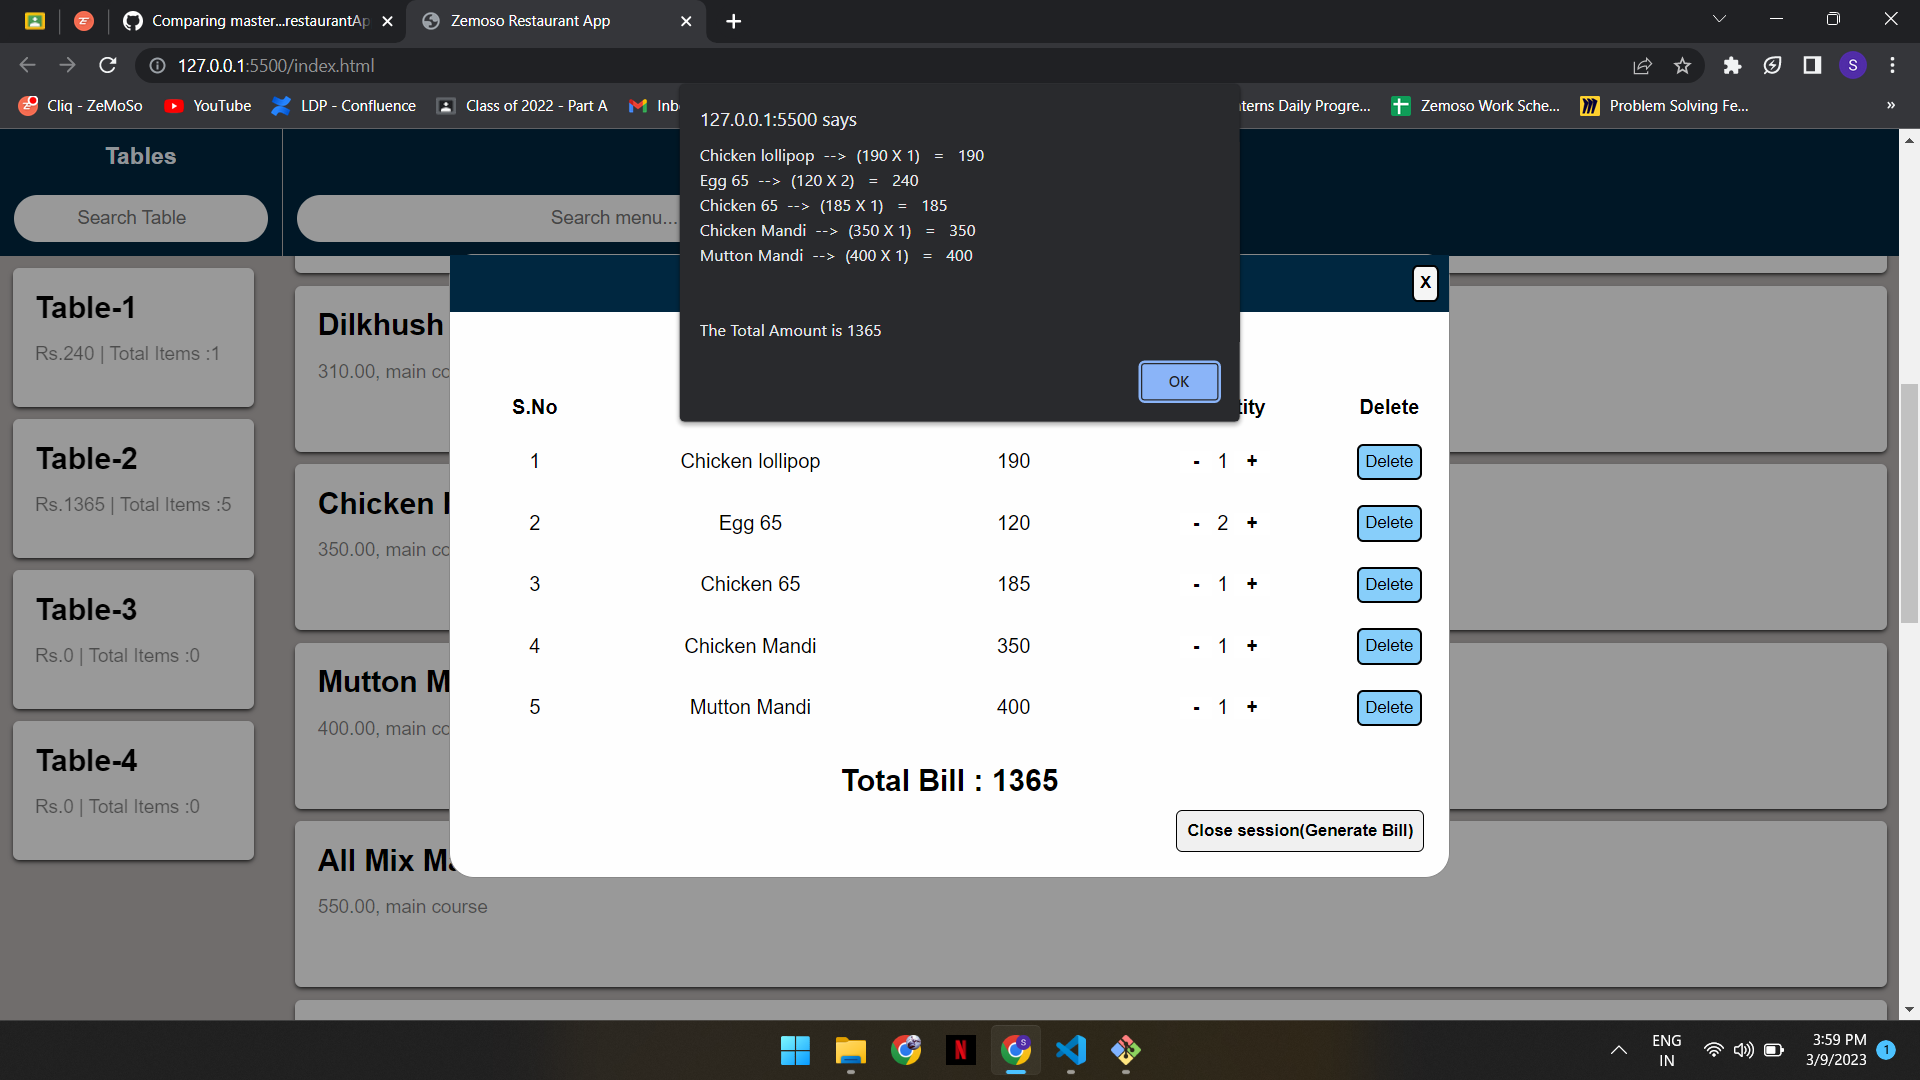 Comparing master...restaurantAp
Zemoso Restaurant App
127.0.0.1:5500/index.html
S
Cliq - ZeMoSo
YouTube
LDP - Confluence
Class of 2022 - Part A
Inb
terns Daily Progre...
Zemoso Work Sche...
Problem Solving Fe...
»
127.0.0.1:5500 says
Chicken lollipop --> (190 X 1) = 190
Egg 65 --> (120 X 2) = 240
Chicken 65 --> (185 X 1) = 185
Chicken Mandi --> (350 X 1) = 350
Mutton Mandi --> (400 X 1) = 400
The Total Amount is 1365
OK
Tables
Search Table
Search menu...
Table-1
Rs.240 | Total Items :1
Table-2
Rs.1365 | Total Items :5
Table-3
Rs.0 | Total Items :0
Table-4
Rs.0 | Total Items :0
Dilkhush
310.00, main co
Chicken
350.00, main co
Mutton M
400.00, main co
All Mix Ma
550.00, main course
X
S.No tity Delete
1 Chicken lollipop 190 - 1 + Delete
2 Egg 65 120 - 2 + Delete
3 Chicken 65 185 - 1 + Delete
4 Chicken Mandi 350 - 1 + Delete
5 Mutton Mandi 400 - 1 + Delete
Total Bill : 1365
Close session(Generate Bill)
N
S
ENG
IN
3:59 PM
3/9/2023
1